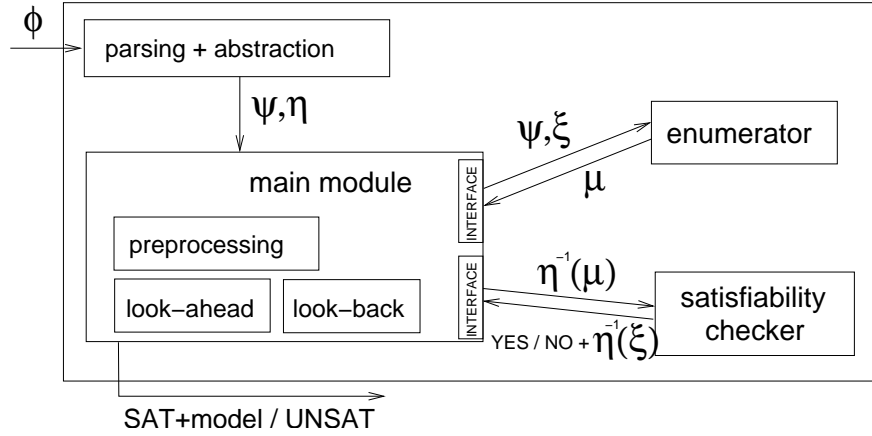 ϕ
parsing + abstraction
ψ,η
main module
INTERFACE
ψ,ξ
μ
enumerator
preprocessing
look−ahead
look−back
INTERFACE
η⁻¹(μ)
YES / NO + η⁻¹(ξ)
satisfiability
checker
SAT+model / UNSAT